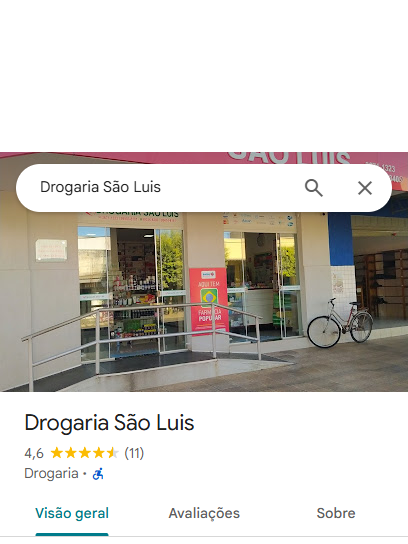 SÃO LUIS
Drogaria São Luis
DROGARIA SÃO LUIS
AQUI TEM
FARMÁCIA
POPULAR
Drogaria São Luis
4,6 (11)
Drogaria ·
Visão geral Avaliações Sobre